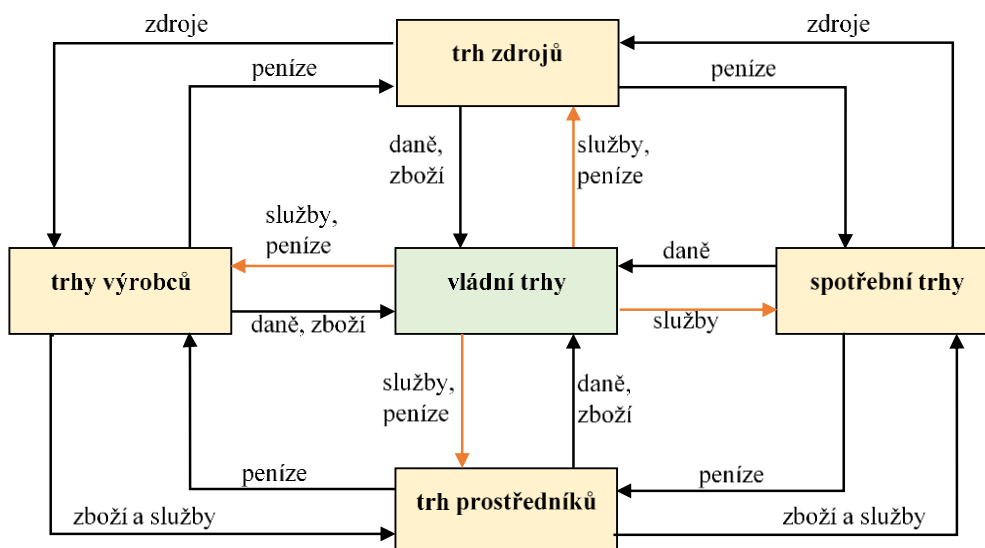 zdroje
zdroje
trh zdrojů
peníze
peníze
daně,
zboží
služby,
peníze
služby,
peníze
daně
trhy výrobců
vládní trhy
spotřební trhy
daně, zboží
služby
služby,
peníze
daně,
zboží
peníze
peníze
trh prostředníků
zboží a služby
zboží a služby